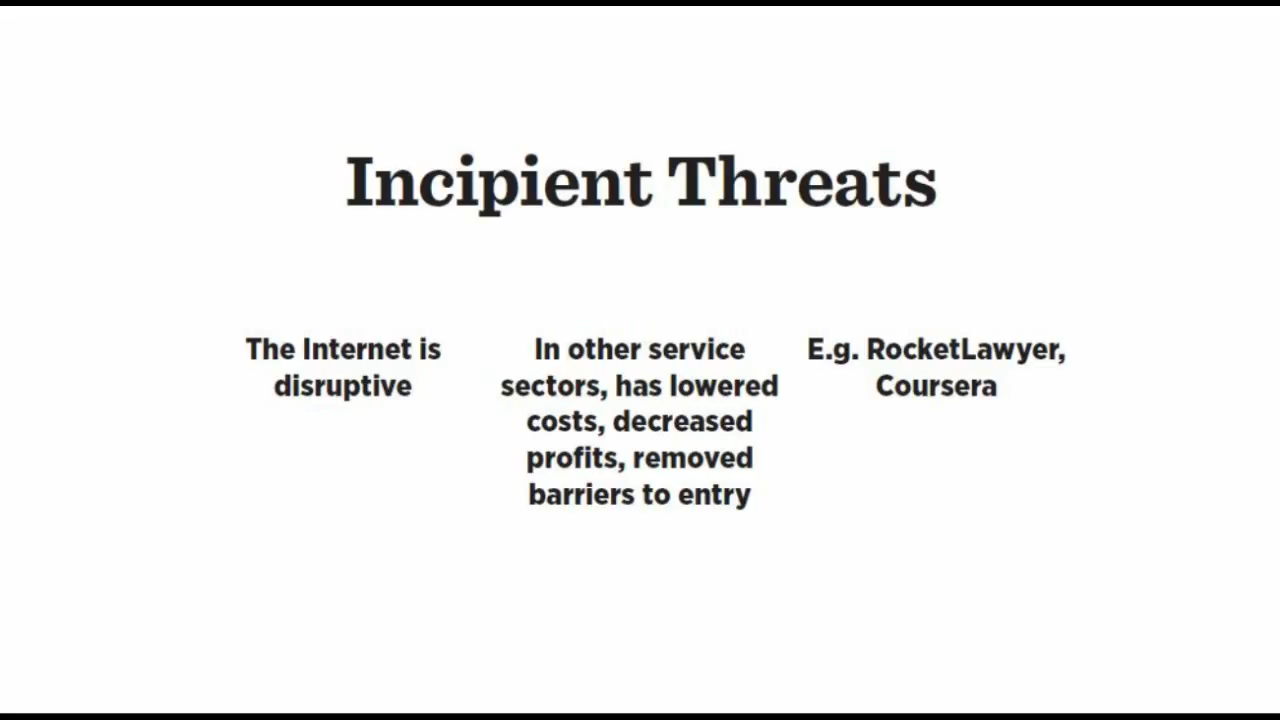 Incipient Threats
The Internet is
disruptive
In other service
sectors, has lowered
costs, decreased
profits, removed
barriers to entry
E.g. RocketLawyer,
Coursera